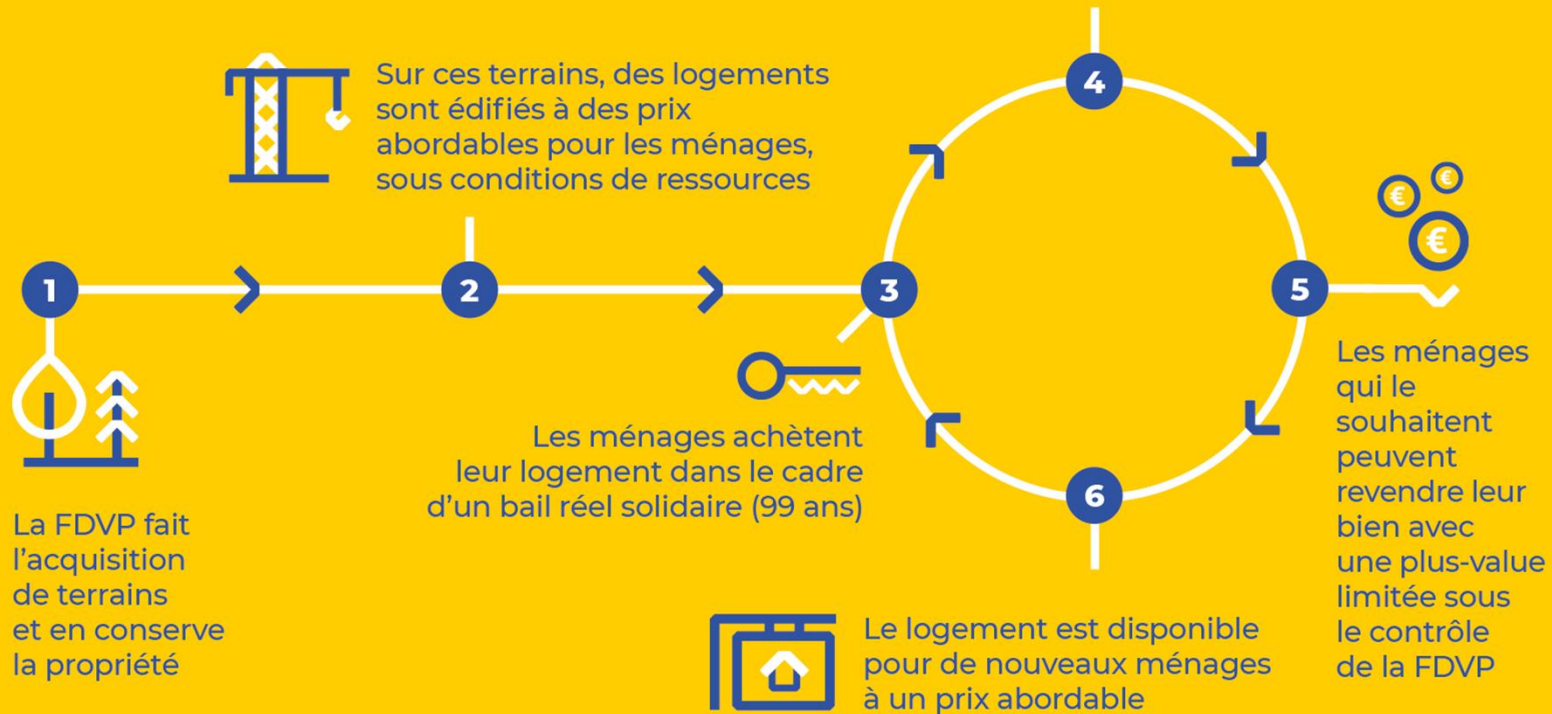 1
La FDVP fait
l'acquisition
de terrains
et en conserve
la propriété
2
Sur ces terrains, des logements
sont édifiés à des prix
abordables pour les ménages,
sous conditions de ressources
3
Les ménages achètent
leur logement dans le cadre
d'un bail réel solidaire (99 ans)
4
5
€
€
€
Les ménages
qui le
souhaitent
peuvent
revendre leur
bien avec
une plus-value
limitée sous
le contrôle
de la FDVP
6
Le logement est disponible
pour de nouveaux ménages
à un prix abordable